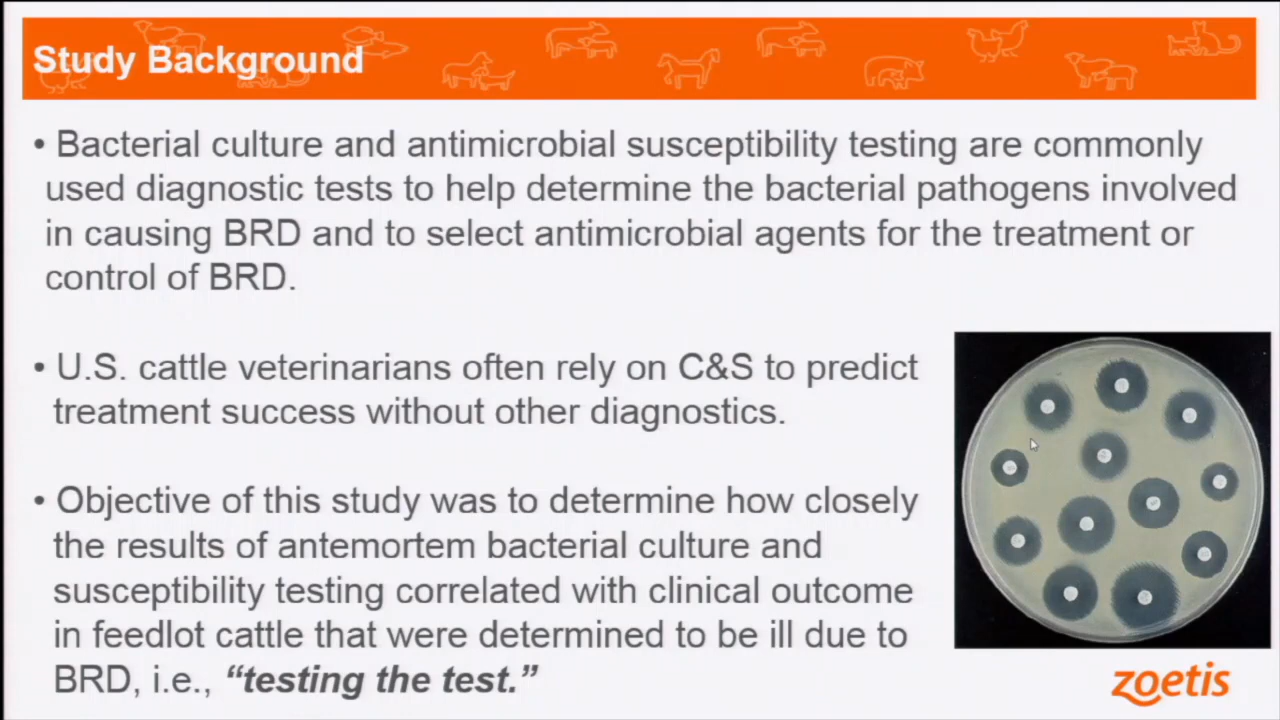 Study Background
• Bacterial culture and antimicrobial susceptibility testing are commonly
used diagnostic tests to help determine the bacterial pathogens involved
in causing BRD and to select antimicrobial agents for the treatment or
control of BRD.
• U.S. cattle veterinarians often rely on C&S to predict
treatment success without other diagnostics.
• Objective of this study was to determine how closely
the results of antemortem bacterial culture and
susceptibility testing correlated with clinical outcome
in feedlot cattle that were determined to be ill due to
BRD, i.e., “testing the test.”
zoetis